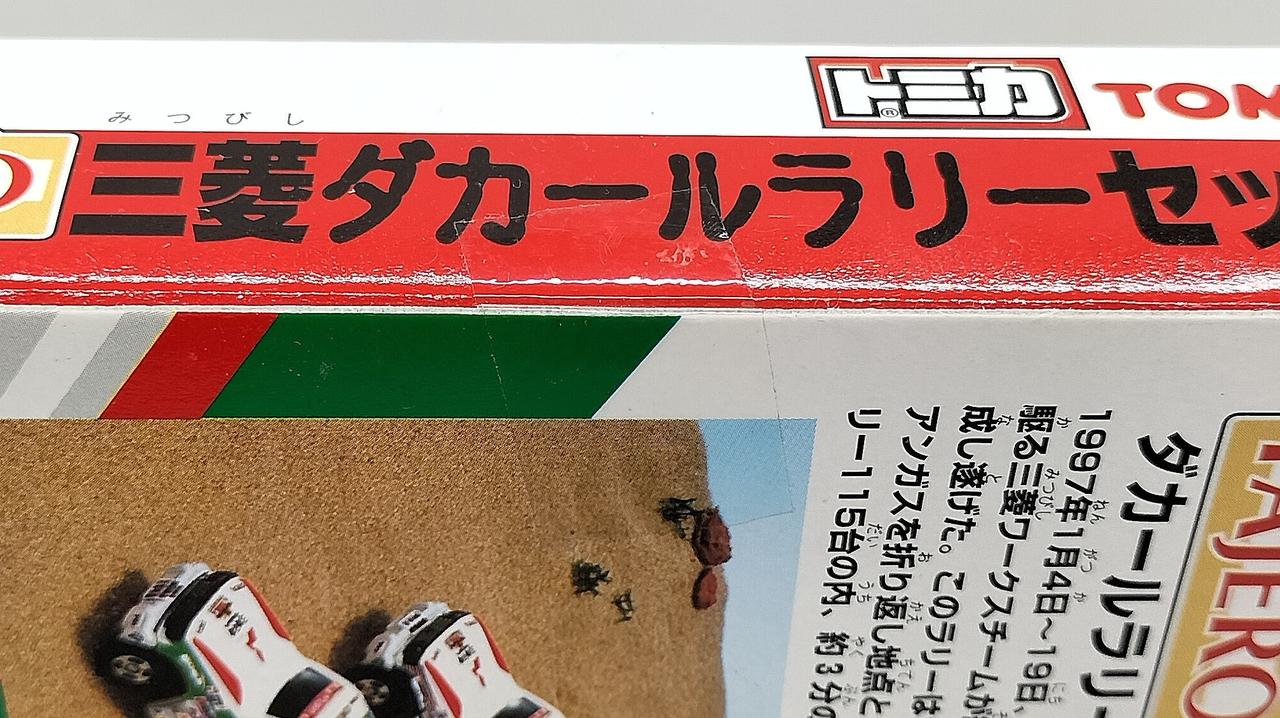 トミカ® TOM
みつびし
三菱ダカールラリーセッ
AJERO
ダカールラリー
1997年1月4日~19日、
駆る三菱ワークスチームが
成し遂げた。このラリーは
アンガスを折り返し地点と
リー115台の内、約3分の